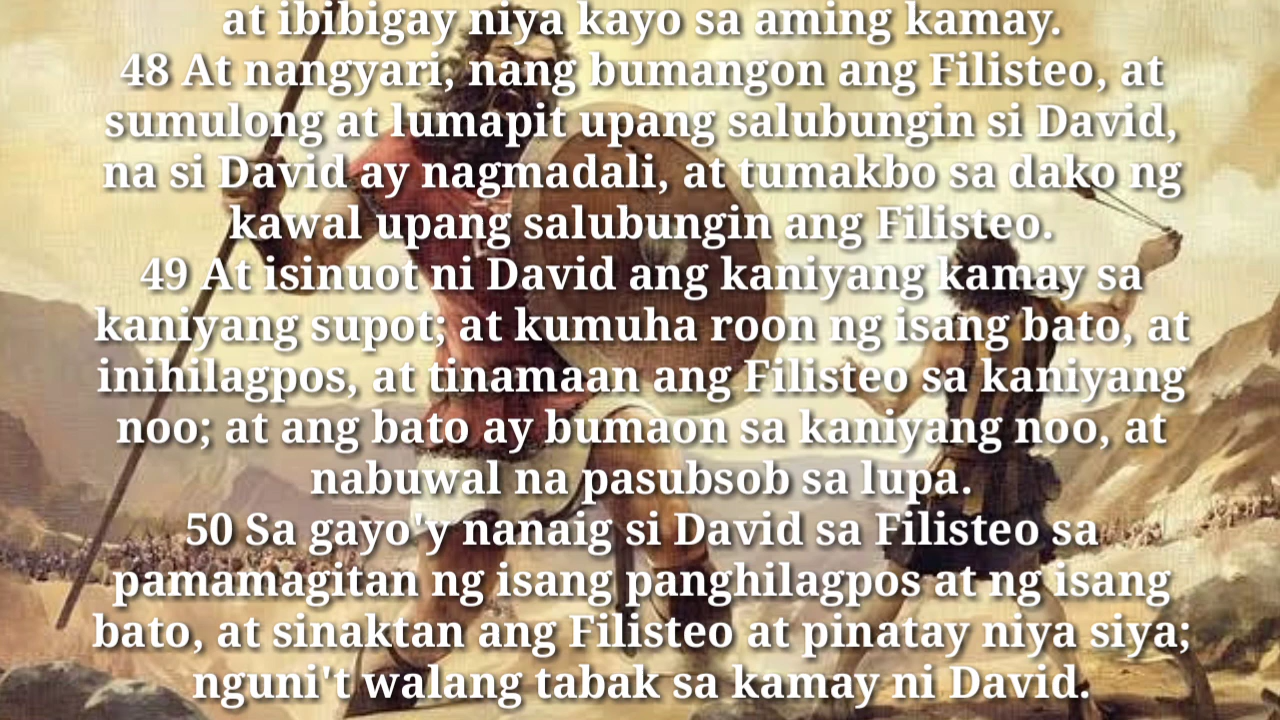 at ibibigay niya kayo sa aming kamay.
48 At nangyari, nang bumangon ang Filisteo, at
sumulong at lumapit upang salubungin si David,
na si David ay nagmadali, at tumakbo sa dako ng
kawal upang salubungin ang Filisteo.
49 At isinuot ni David ang kaniyang kamay sa
kaniyang supot; at kumuha roon ng isang bato, at
inihilagpos, at tinamaan ang Filisteo sa kaniyang
noo; at ang bato ay bumaon sa kaniyang noo, at
nabuwal na pasubsob sa lupa.
50 Sa gayo'y nanaig si David sa Filisteo sa
pamamagitan ng isang panghilagpos at ng isang
bato, at sinaktan ang Filisteo at pinatay niya siya;
nguni't walang tabak sa kamay ni David.